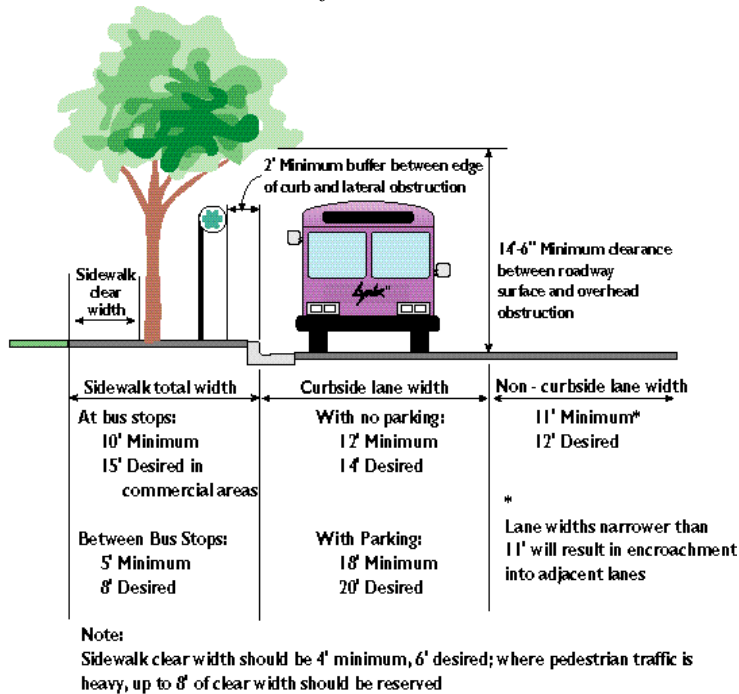 2' Minimum buffer between edge
of curb and lateral obstruction
14'-6" Minimum clearance
between roadway
surface and overhead
obstruction
Sidewalk
clear
width
Lynx
Sidewalk total width
At bus stops:
10' Minimum
15' Desired in
commercial areas
Between Bus Stops:
5' Minimum
8' Desired
Curbside lane width
With no parking:
12' Minimum
14' Desired
With Parking:
18' Minimum
20' Desired
Non - curbside lane width
11' Minimum*
12' Desired
*
Lane widths narrower than
11' will result in encroachment
into adjacent lanes
Note:
Sidewalk clear width should be 4' minimum, 6' desired; where pedestrian traffic is
heavy, up to 8' of clear width should be reserved